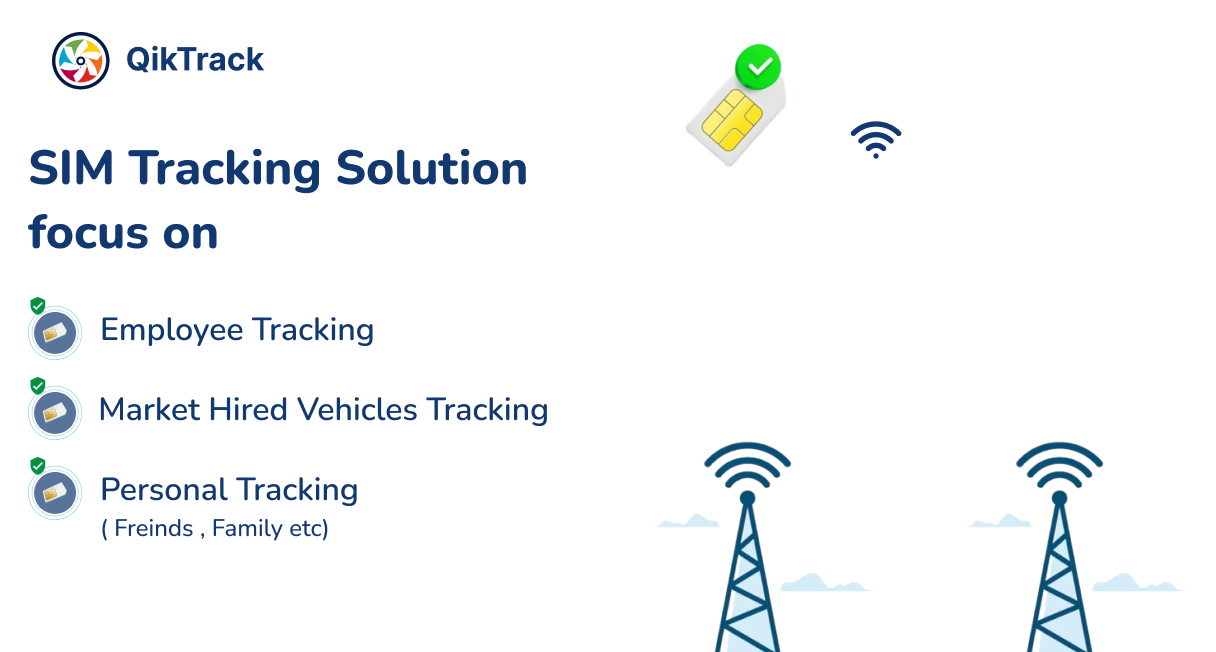 QikTrack
SIM Tracking Solution
focus on
Employee Tracking
Market Hired Vehicles Tracking
Personal Tracking
( Freinds , Family etc)